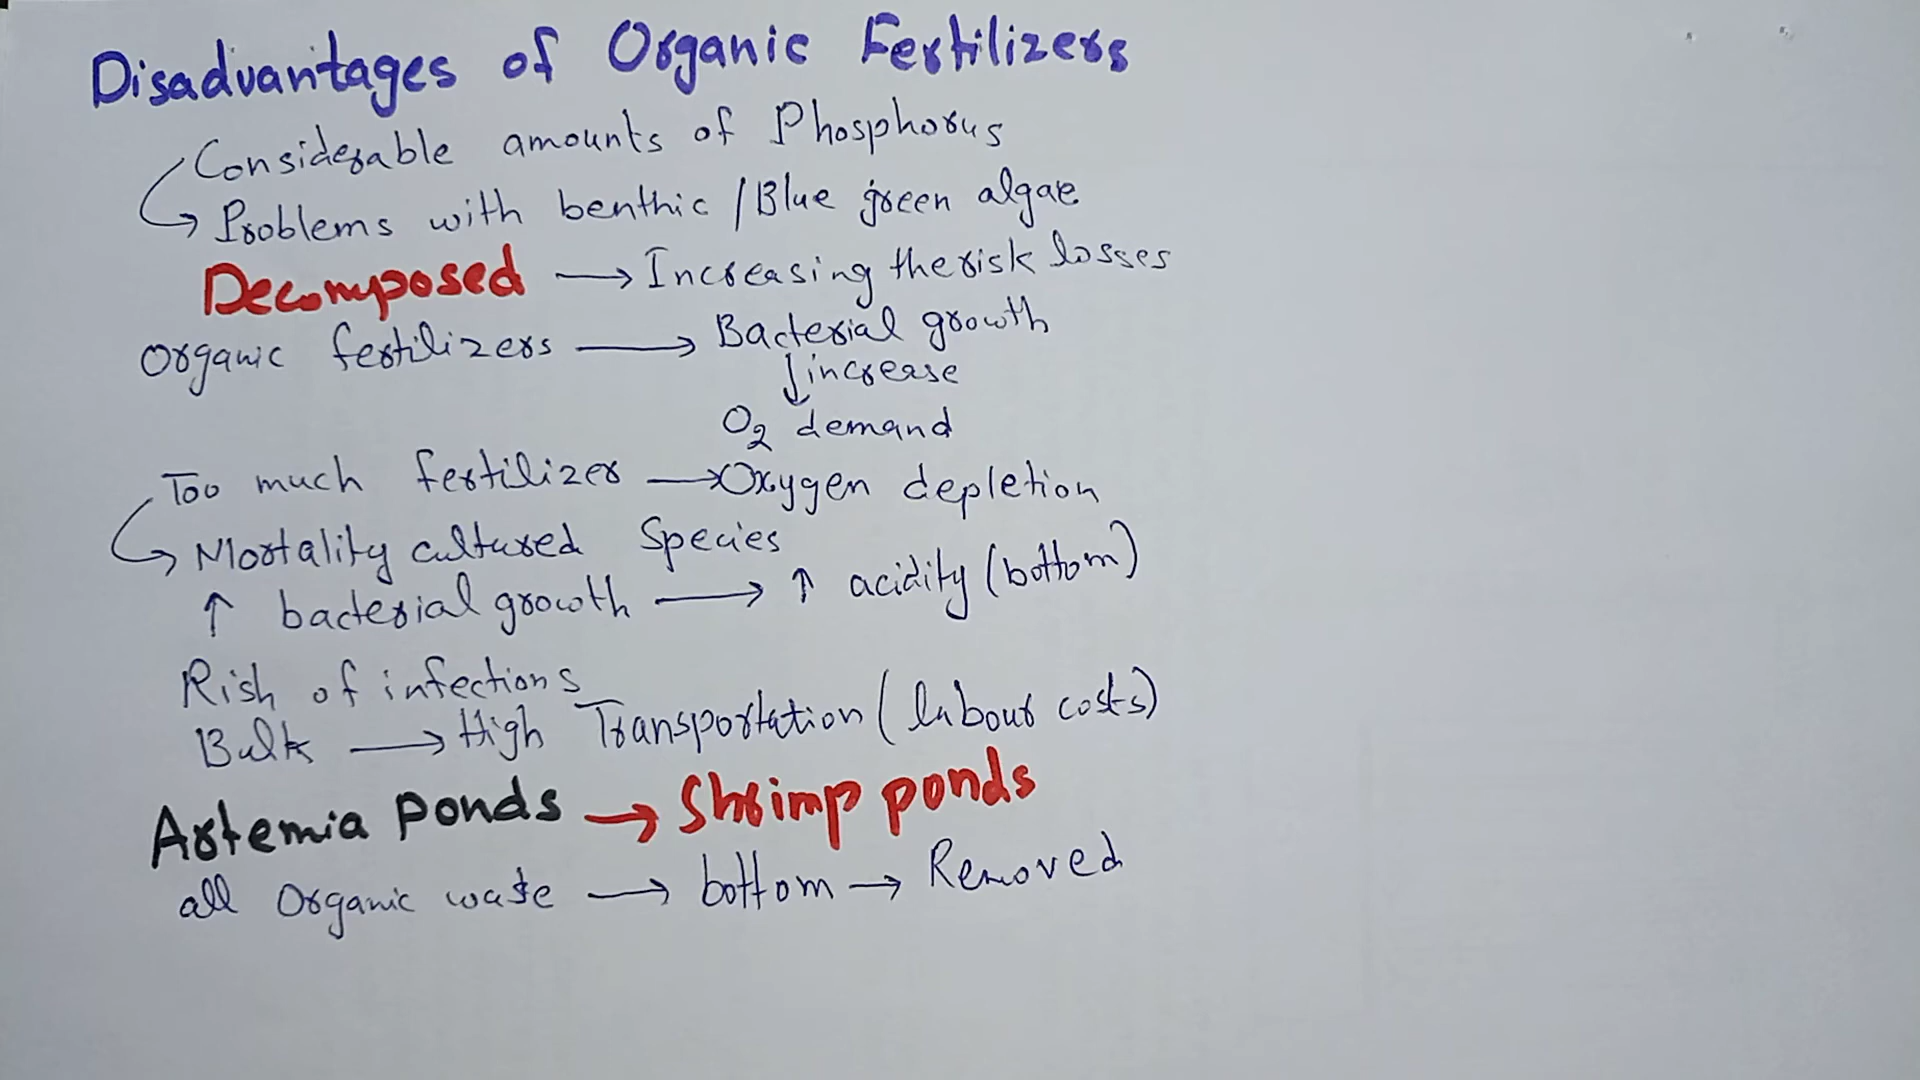 Disadvantages of Organic Fertilizers
Considerable amounts of Phosphorus
↳ Problems with benthic / Blue green algae
Decomposed → Increasing the risk losses
Organic fertilizers → Bacterial growth
↓ increase
O₂ demand
Too much fertilizer → Oxygen depletion
↳ Mortality cultured Species
↑ bacterial growth → ↑ acidity (bottom)
Risk of infections
Bulk → High Transportation (labour costs)
Artemia Ponds → Shrimp ponds
all Organic waste → bottom → Removed